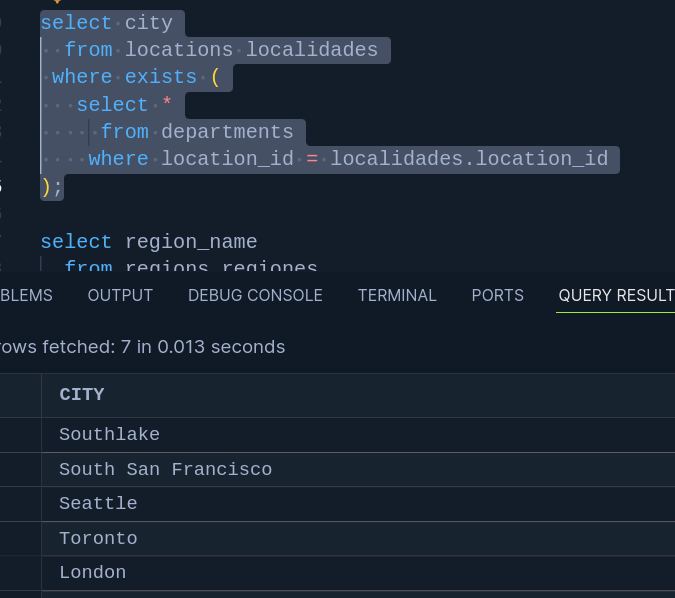 select city
from locations localidades
where exists (
select *
from departments
where location_id = localidades.location_id
);
select region_name
from regions regiones
BLEMS OUTPUT DEBUG CONSOLE TERMINAL PORTS QUERY RESULT
rows fetched: 7 in 0.013 seconds
CITY
Southlake
South San Francisco
Seattle
Toronto
London